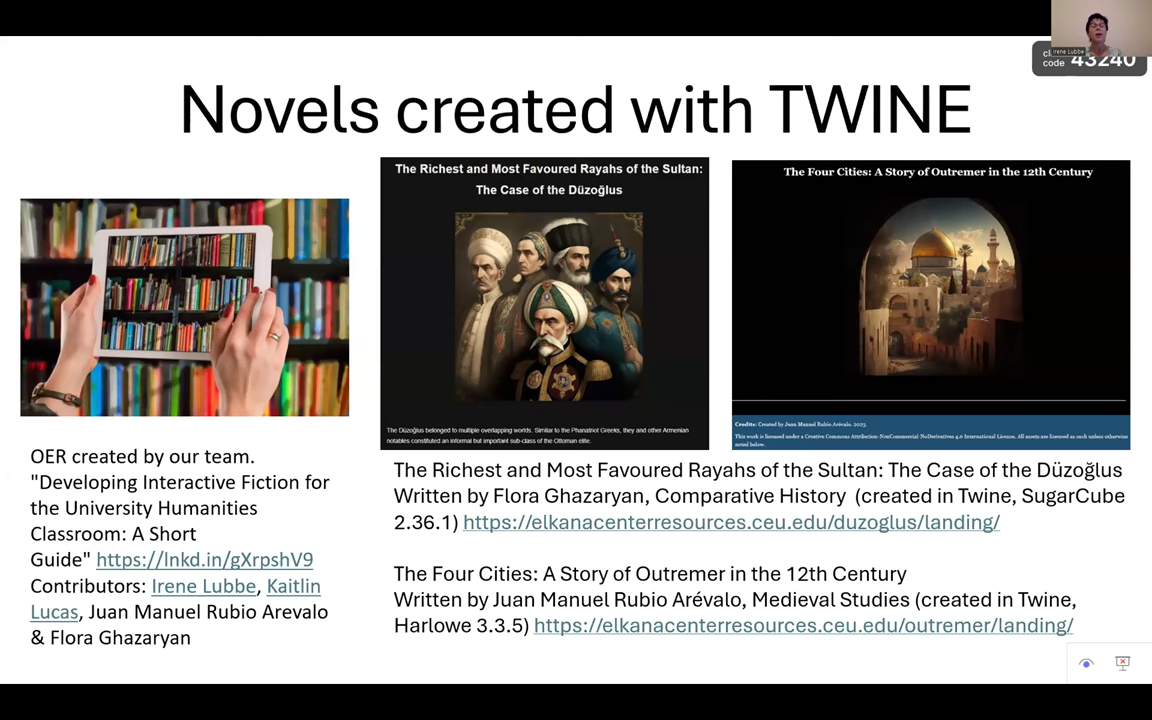 Irene Lubbe
code 43240
Novels created with TWINE
The Richest and Most Favoured Rayahs of the Sultan:
The Case of the Düzoğlus
The Düzoğlus belonged to multiple overlapping worlds. Similar to the Phanatriot Greeks, they and other Armenian
notables constituted an informal but important sub-class of the Ottoman elite.
The Four Cities: A Story of Outremer in the 12th Century
Credits: Created by Juan Manuel Rubio Arévalo, 2023.
This work is licensed under a Creative Commons Attribution-NonCommercial-NoDerivatives 4.0 International License. All assets are licensed as such unless otherwise
noted below.
OER created by our team.
"Developing Interactive Fiction for
the University Humanities
Classroom: A Short
Guide" https://lnkd.in/gXrpshV9
Contributors: Irene Lubbe, Kaitlin
Lucas, Juan Manuel Rubio Arevalo
& Flora Ghazaryan
The Richest and Most Favoured Rayahs of the Sultan: The Case of the Düzoğlus
Written by Flora Ghazaryan, Comparative History (created in Twine, SugarCube
2.36.1) https://elkanacenterresources.ceu.edu/duzoglus/landing/
The Four Cities: A Story of Outremer in the 12th Century
Written by Juan Manuel Rubio Arévalo, Medieval Studies (created in Twine,
Harlowe 3.3.5) https://elkanacenterresources.ceu.edu/outremer/landing/